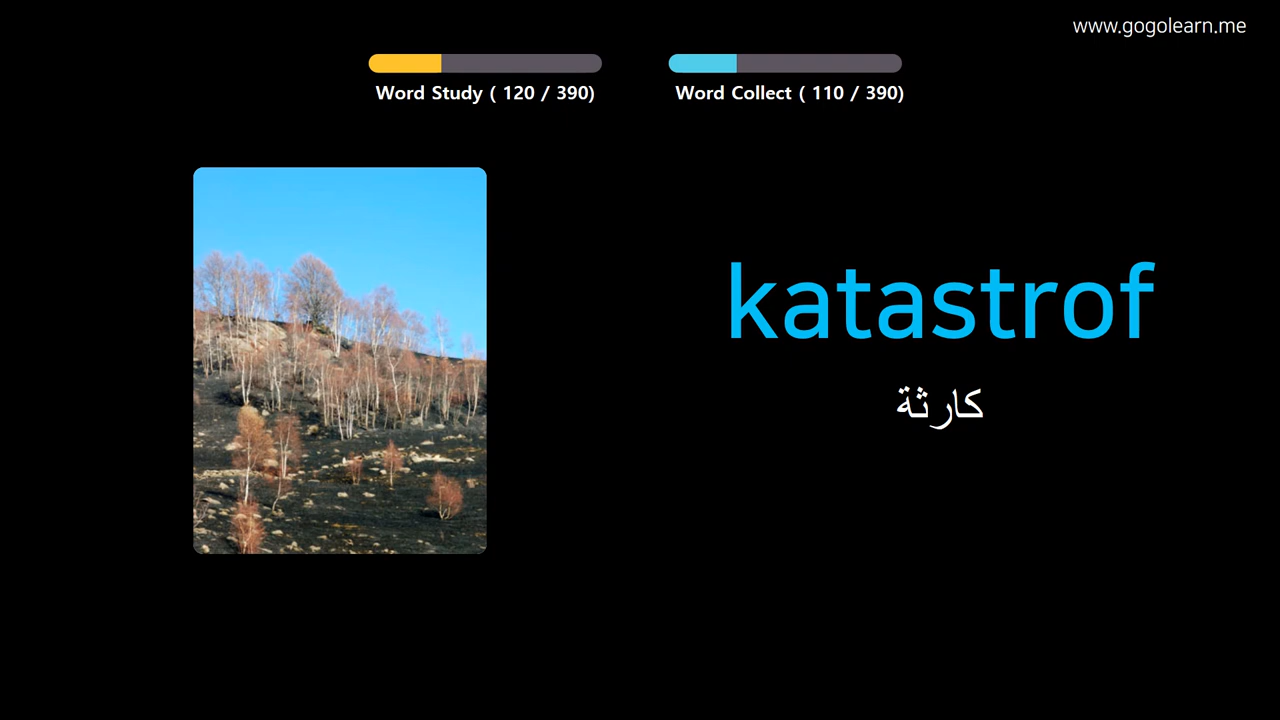 www.gogolearn.me
Word Study ( 120 / 390)
Word Collect ( 110 / 390)
katastrof
كارثة